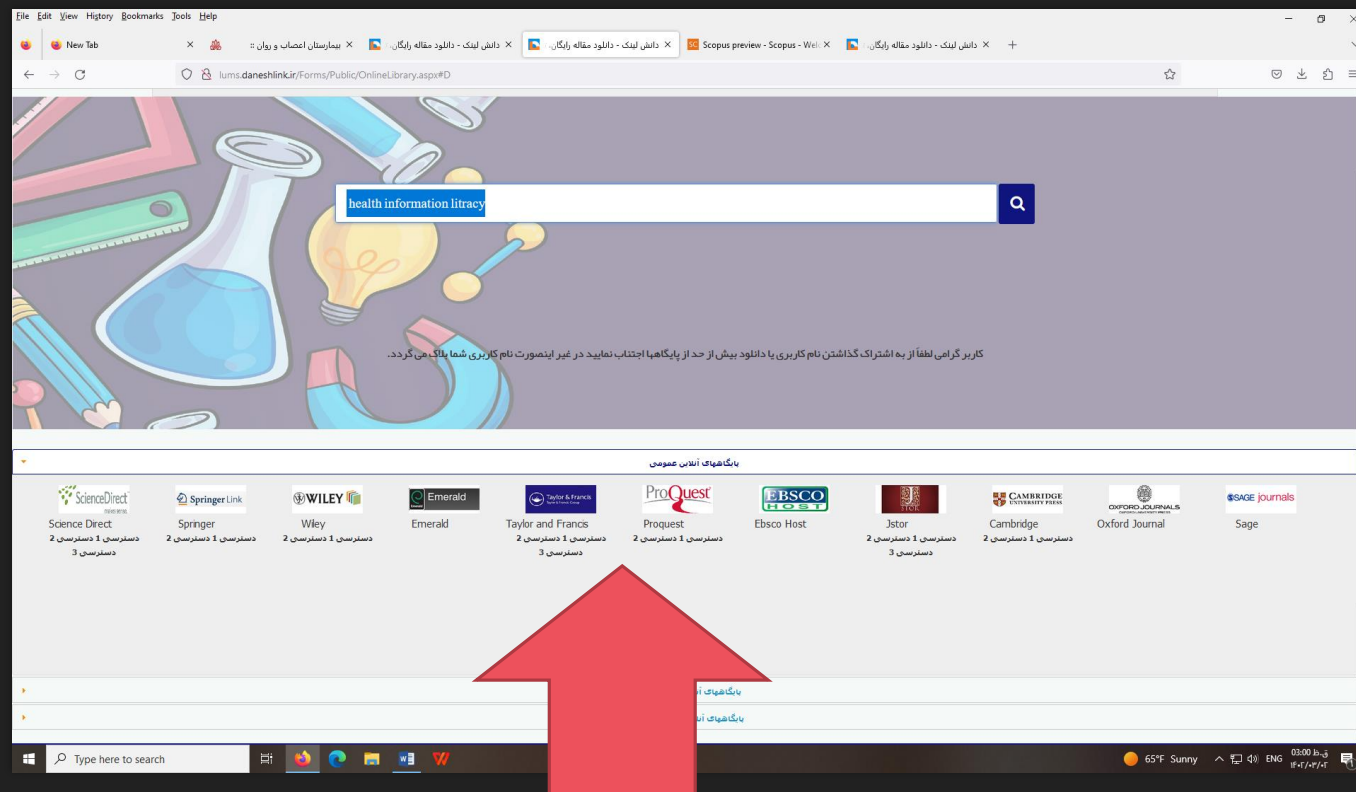 File Edit View History Bookmarks Tools Help
New Tab
بیمارستان اعصاب و روان ::
دانش لینک - دانلود مقاله رایگان،
دانش لینک - دانلود مقاله رایگان،
Scopus preview - Scopus - Wel
دانش لینک - دانلود مقاله رایگان،
lums.daneshlink.ir/Forms/Public/OnlineLibrary.aspx#D
health information litracy
کاربر گرامی لطفاً از به اشتراک گذاشتن نام کاربری یا دانلود بیش از حد از پایگاهها اجتناب نمایید در غیر اینصورت نام کاربری شما بلاک می گردد.
پایگاههای آنلاین عمومی
ScienceDirect Springer Link WILEY Emerald Taylor & Francis ProQuest EBSCO HOST JSTOR CAMBRIDGE UNIVERSITY PRESS OXFORD JOURNALS SAGE journals
Science Direct Springer Wiley Emerald Taylor and Francis Proquest Ebsco Host Jstor Cambridge Oxford Journal Sage
دسترسی 1 دسترسی 2
دسترسی 3
دسترسی 1 دسترسی 2
دسترسی 1 دسترسی 2
دسترسی 1 دسترسی 2
دسترسی 3
دسترسی 1 دسترسی 2
دسترسی 1 دسترسی 2
دسترسی 3
دسترسی 1 دسترسی 2
پایگاههای
پایگاههای
Type here to search
65°F Sunny
ENG
03:00 ق.ظ
۱۴۰۲/۰۳/۰۲